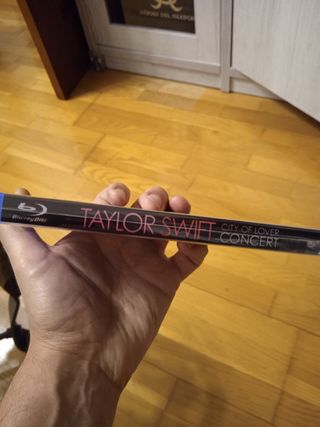 Blu-ray Disc
TAYLOR SWIFT
CITY OF LOVER
CONCERT